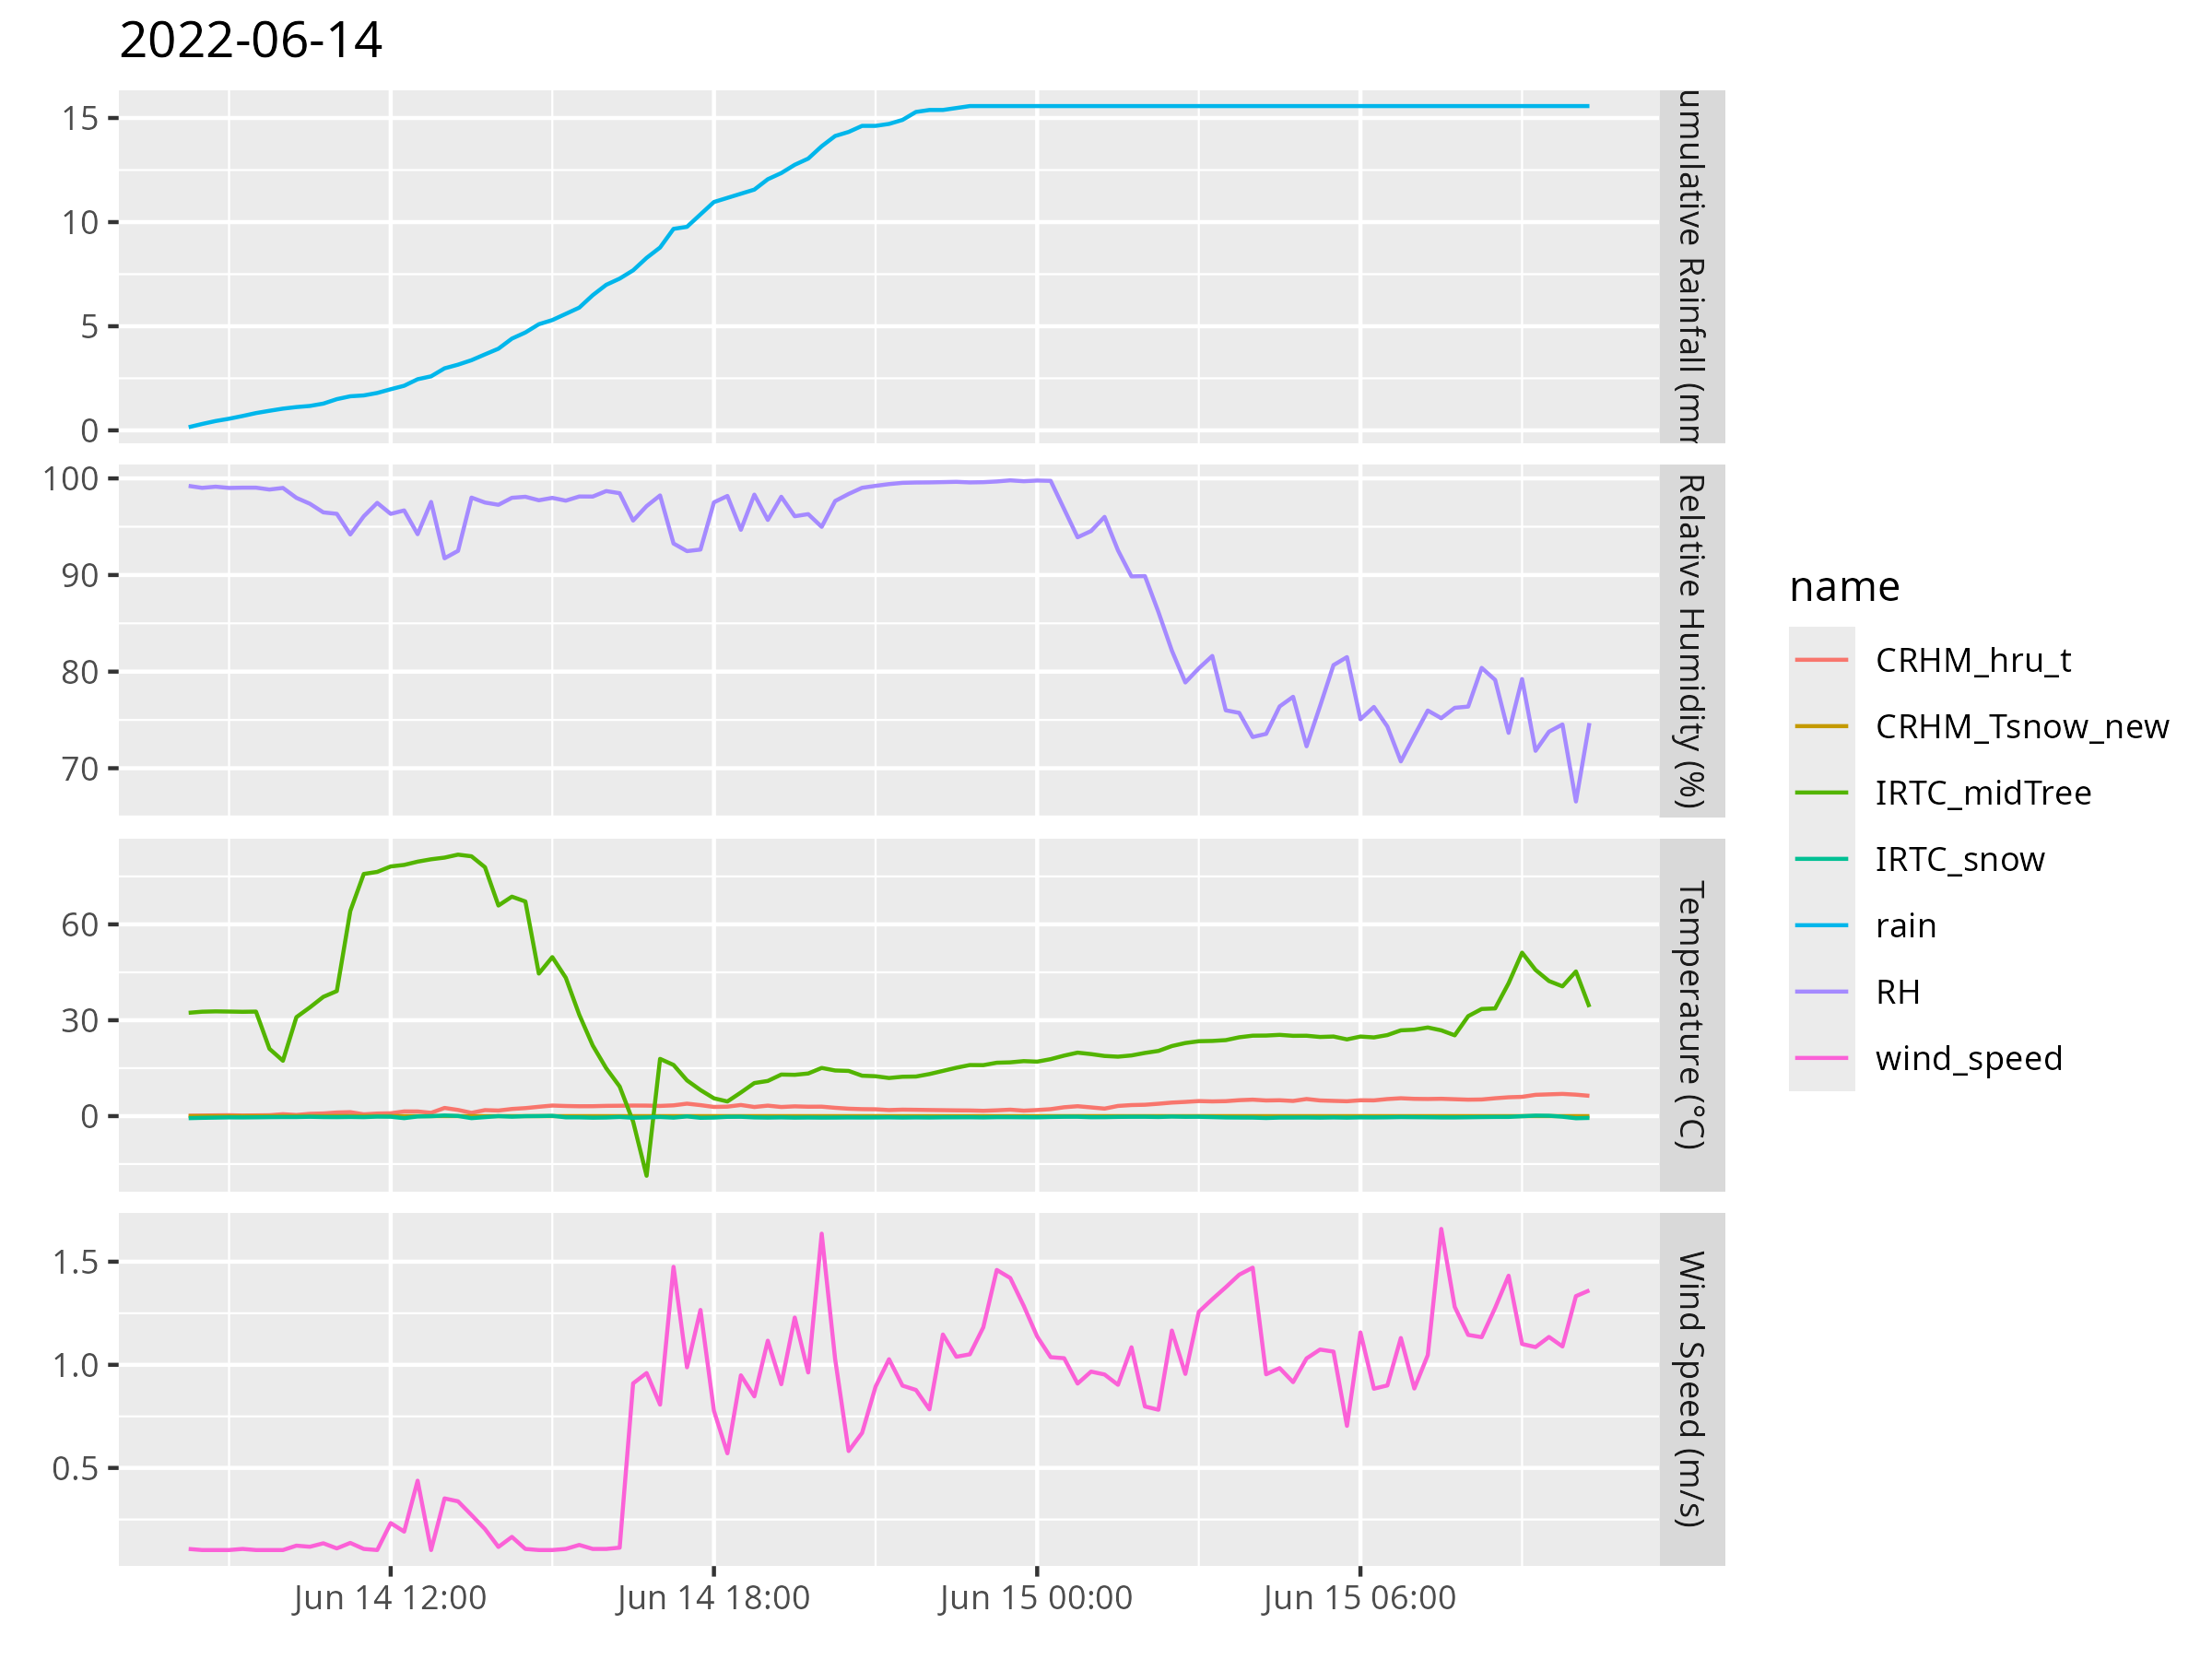 2022-06-14
15
10
5
0
umulative Rainfall (mm
100
90
80
70
Relative Humidity (%)
60
30
0
Temperature (°C)
1.5
1.0
0.5
Wind Speed (m/s)
Jun 14 12:00
Jun 14 18:00
Jun 15 00:00
Jun 15 06:00
name
CRHM_hru_t
CRHM_Tsnow_new
IRTC_midTree
IRTC_snow
rain
RH
wind_speed